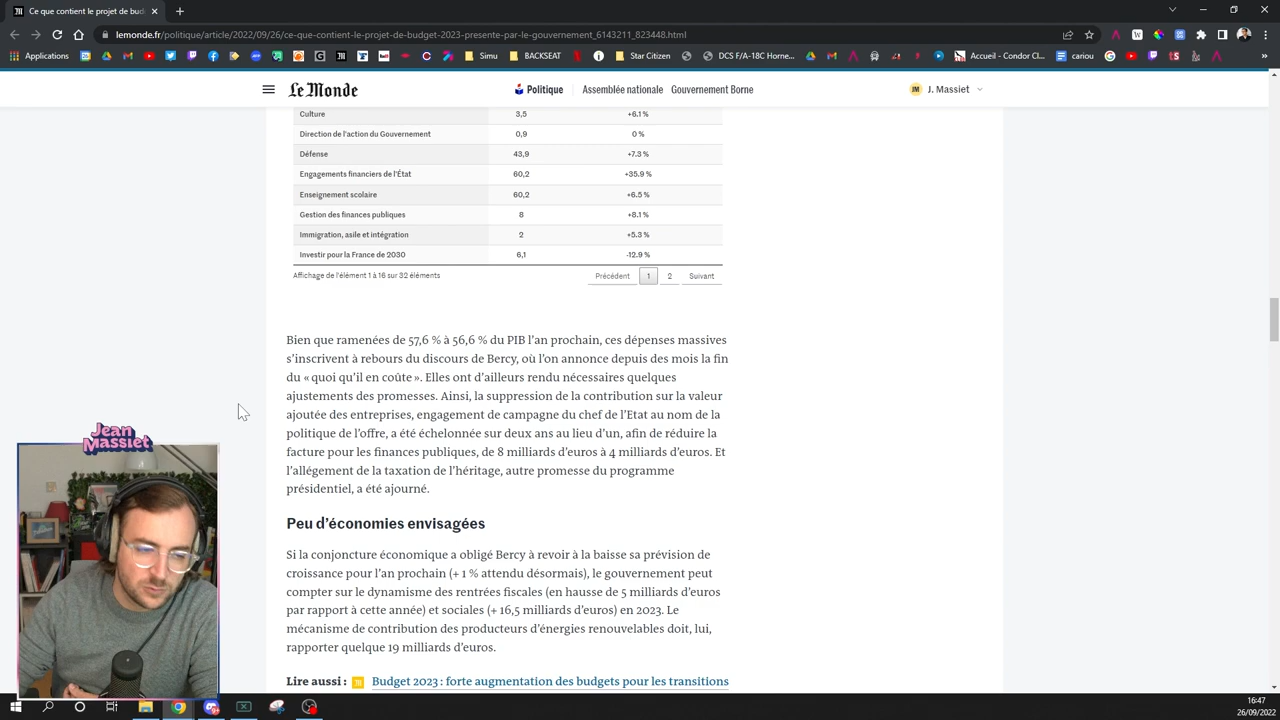 Ce que contient le projet de bud
lemonde.fr/politique/article/2022/09/26/ce-que-contient-le-projet-de-budget-2023-presente-par-le-gouvernement_6143211_823448.html
Applications
Simu
BACKSEAT
Star Citizen
DCS F/A-18C Horne...
Accueil - Condor Cl...
cariou
Le Monde
Politique
Assemblée nationale
Gouvernement Borne
JM
J. Massiet
Culture 3,5 +6.1 %
Direction de l'action du Gouvernement 0,9 0 %
Défense 43,9 +7.3 %
Engagements financiers de l'État 60,2 +35.9 %
Enseignement scolaire 60,2 +6.5 %
Gestion des finances publiques 8 +8.1 %
Immigration, asile et intégration 2 +5.3 %
Investir pour la France de 2030 6,1 -12.9 %
Affichage de l'élément 1 à 16 sur 32 éléments
Précédent 1 2 Suivant
Bien que ramenées de 57,6 % à 56,6 % du PIB l’an prochain, ces dépenses massives
s’inscrivent à rebours du discours de Bercy, où l’on annonce depuis des mois la fin
du « quoi qu’il en coûte ». Elles ont d’ailleurs rendu nécessaires quelques
ajustements des promesses. Ainsi, la suppression de la contribution sur la valeur
ajoutée des entreprises, engagement de campagne du chef de l’Etat au nom de la
politique de l’offre, a été échelonnée sur deux ans au lieu d’un, afin de réduire la
facture pour les finances publiques, de 8 milliards d’euros à 4 milliards d’euros. Et
l’allégement de la taxation de l’héritage, autre promesse du programme
présidentiel, a été ajourné.
Peu d’économies envisagées
Si la conjoncture économique a obligé Bercy à revoir à la baisse sa prévision de
croissance pour l’an prochain (+ 1 % attendu désormais), le gouvernement peut
compter sur le dynamisme des rentrées fiscales (en hausse de 5 milliards d’euros
par rapport à cette année) et sociales (+ 16,5 milliards d’euros) en 2023. Le
mécanisme de contribution des producteurs d’énergies renouvelables doit, lui,
rapporter quelque 19 milliards d’euros.
Lire aussi : Budget 2023 : forte augmentation des budgets pour les transitions
Jean
Massiet
16:47
26/09/2022